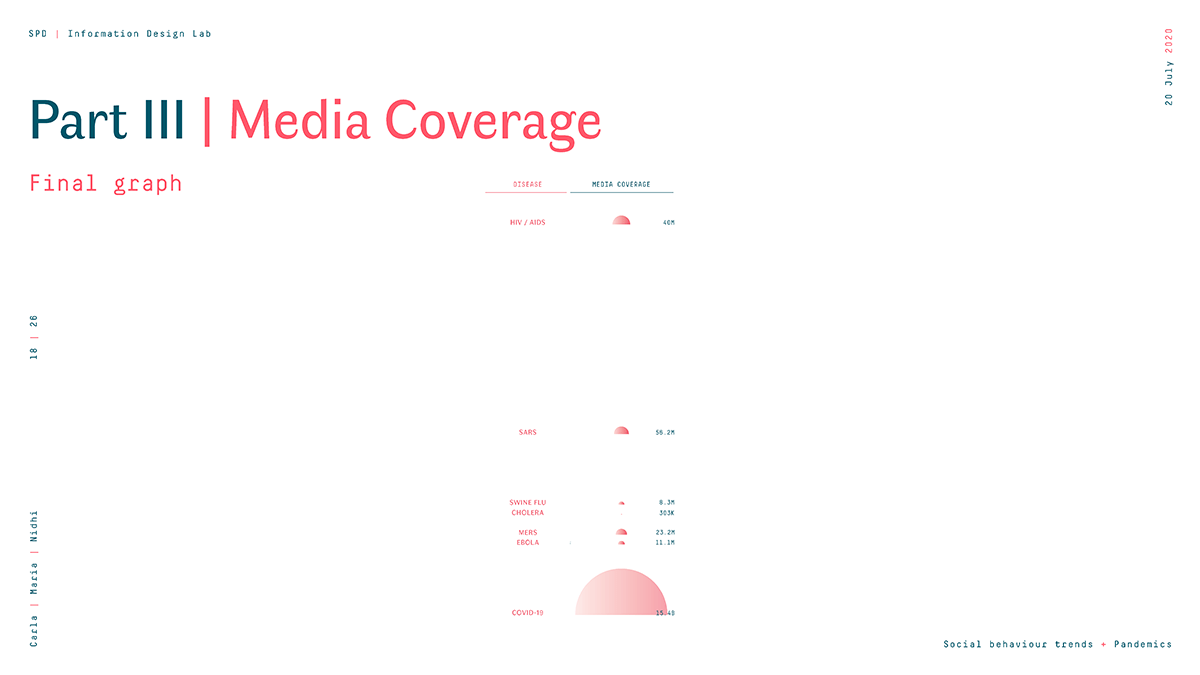 SPD | Information Design Lab
20 July 2020
Part III | Media Coverage
Final graph
DISEASE MEDIA COVERAGE
HIV / AIDS 40M
18 | 26
SARS 56.2M
SWINE FLU 8.3M
CHOLERA 303K
MERS 23.2M
EBOLA 11.1M
COVID-19 15.4B
Carla | Maria | Nidhi
Social behaviour trends + Pandemics